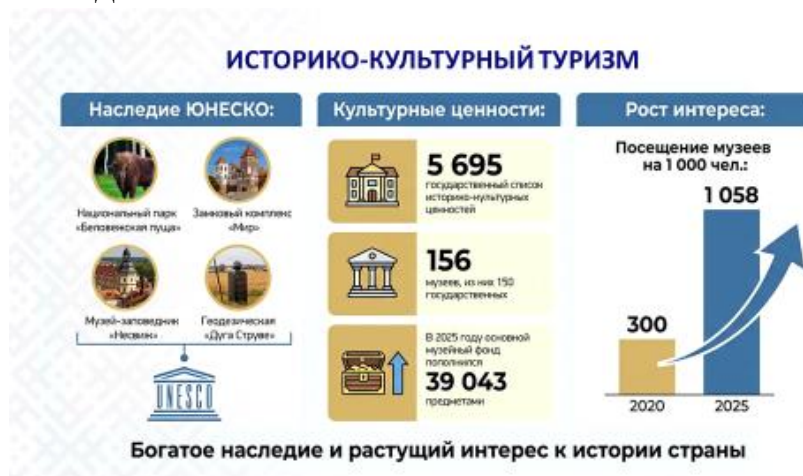 ИСТОРИКО-КУЛЬТУРНЫЙ ТУРИЗМ
Наследие ЮНЕСКО:
Национальный парк
«Беловежская пуща»
Замковый комплекс
«Мир»
Музей-заповедник
«Несвиж»
Геодезическая
«Дуга Струве»
UNESCO
Культурные ценности:
5 695
государственный список
историко-культурных
ценностей
156
музеев, из них 150
государственных
В 2025 году основной
музейный фонд
пополнился
39 043
предметами
Рост интереса:
Посещение музеев
на 1 000 чел.:
1 058
300
2020
2025
Богатое наследие и растущий интерес к истории страны